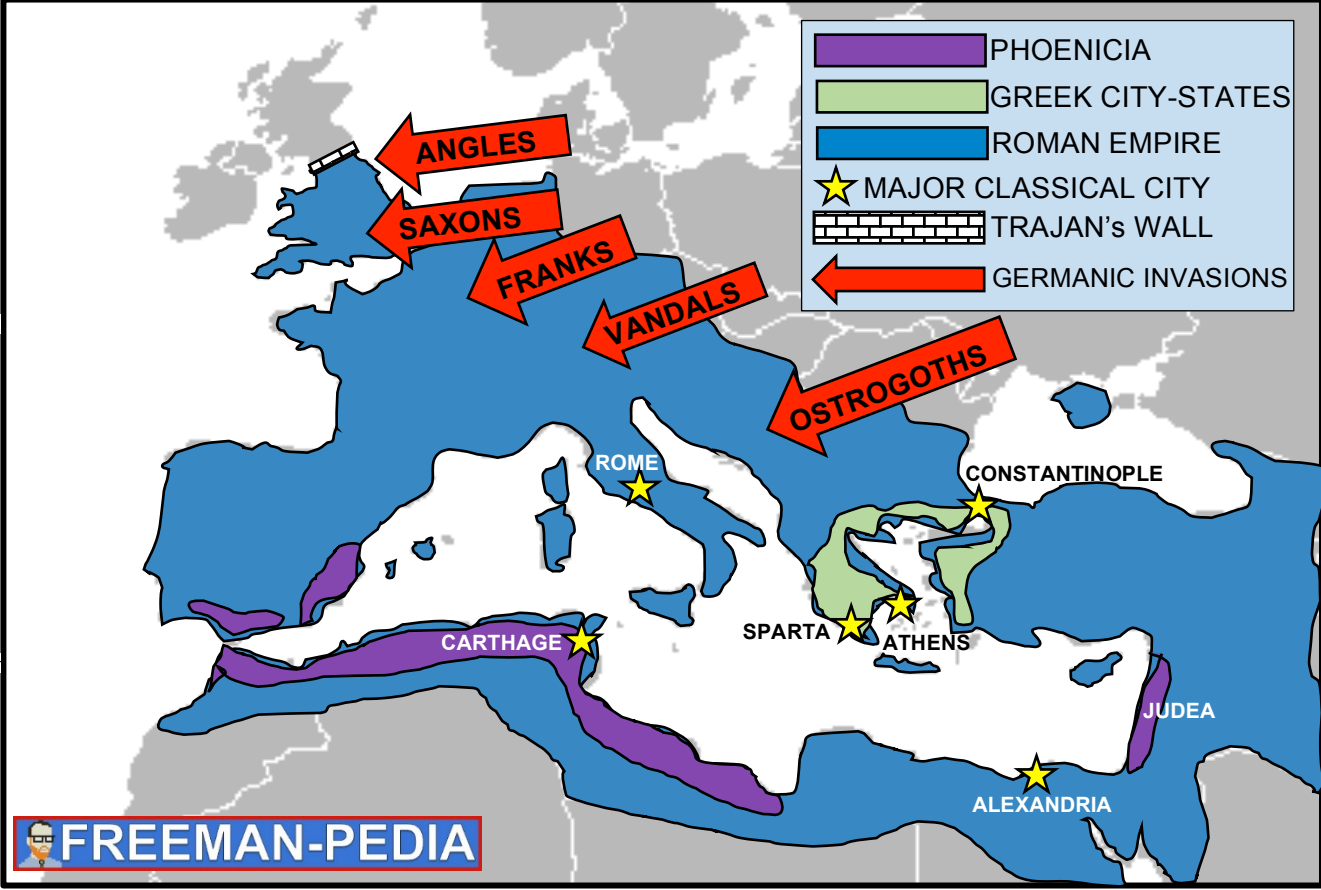 PHOENICIA
GREEK CITY-STATES
ROMAN EMPIRE
MAJOR CLASSICAL CITY
TRAJAN's WALL
GERMANIC INVASIONS
ANGLES
SAXONS
FRANKS
VANDALS
OSTROGOTHS
ROME
CONSTANTINOPLE
CARTHAGE
SPARTA
ATHENS
JUDEA
ALEXANDRIA
FREEMAN-PEDIA